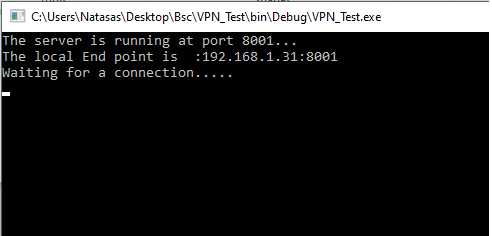 C:\Users\Natasas\Desktop\Bsc\VPN_Test\bin\Debug\VPN_Test.exe
The server is running at port 8001...
The local End point is  :192.168.1.31:8001
Waiting for a connection.....